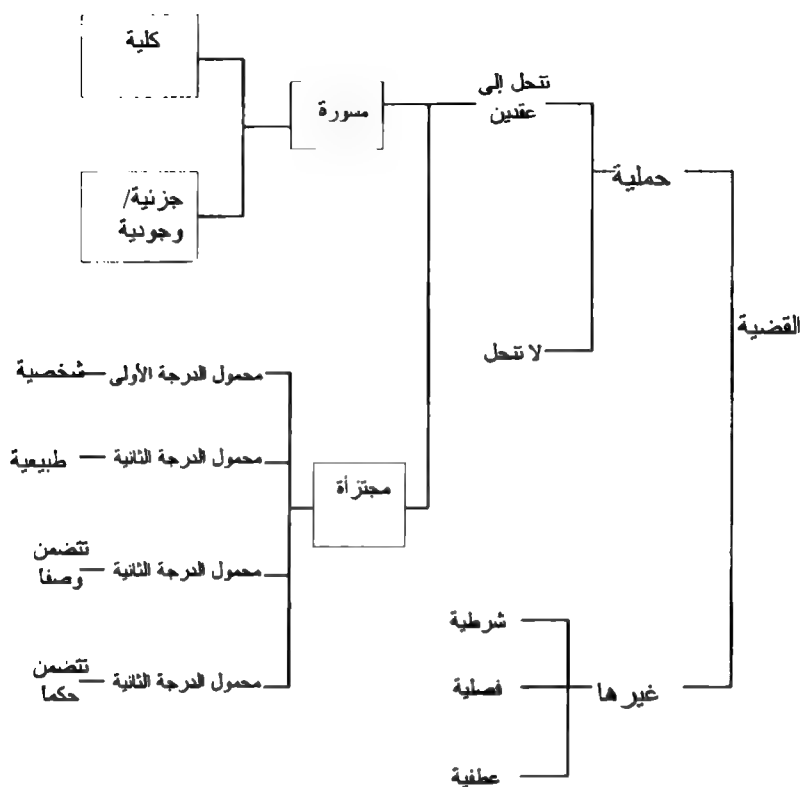 القضية
حملية
تنحل إلى
عقدين
مسورة
كلية
جزئية/
وجودية
مجتزأة
محمول الدرجة الأولى
شخصية
محمول الدرجة الثانية
طبيعية
محمول الدرجة الثانية
تتضمن
وصفا
محمول الدرجة الثانية
تتضمن
حكما
لا تنحل
غيرها
شرطية
فصلية
عطفية